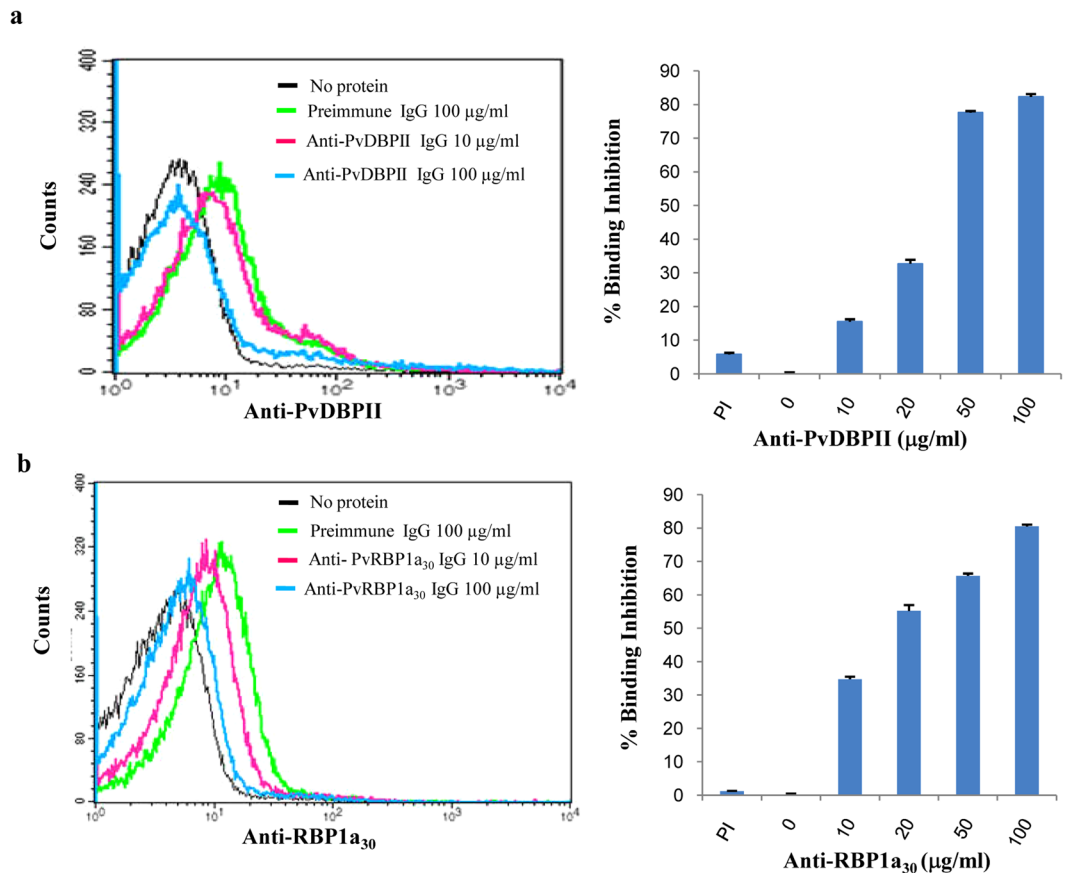 a
400
320
240
160
80
0
Counts
No protein
Preimmune IgG 100 µg/ml
Anti-PvDBPII IgG 10 µg/ml
Anti-PvDBPII IgG 100 µg/ml
10⁰ 10¹ 10² 10³ 10⁴
Anti-PvDBPII
90
80
70
60
50
40
30
20
10
0
% Binding Inhibition
PI 0 10 20 50 100
Anti-PvDBPII (µg/ml)
b
400
320
240
160
80
0
Counts
No protein
Preimmune IgG 100 µg/ml
Anti- PvRBP1a₃₀ IgG 10 µg/ml
Anti-PvRBP1a₃₀ IgG 100 µg/ml
10⁰ 10¹ 10² 10³ 10⁴
Anti-RBP1a₃₀
90
80
70
60
50
40
30
20
10
0
% Binding Inhibition
PI 0 10 20 50 100
Anti-RBP1a₃₀ (µg/ml)